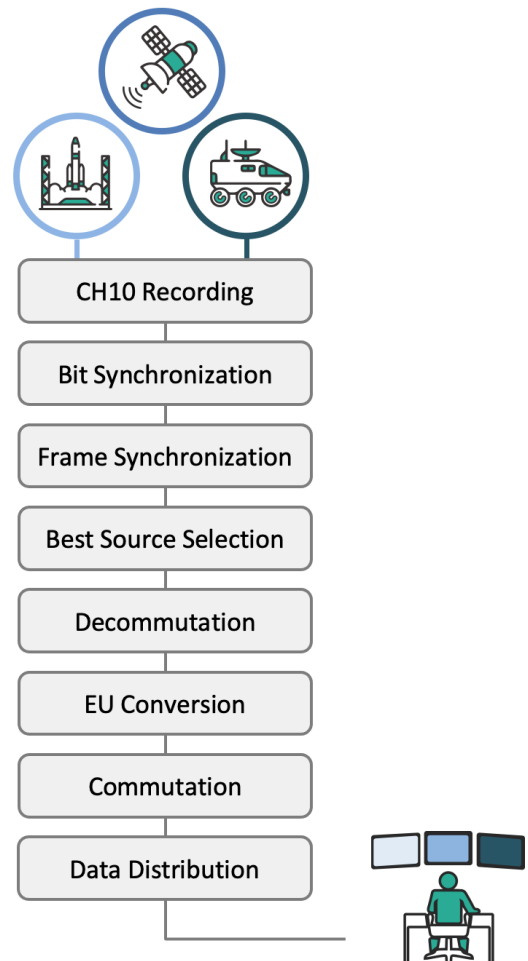 CH10 Recording
Bit Synchronization
Frame Synchronization
Best Source Selection
Decommutation
EU Conversion
Commutation
Data Distribution